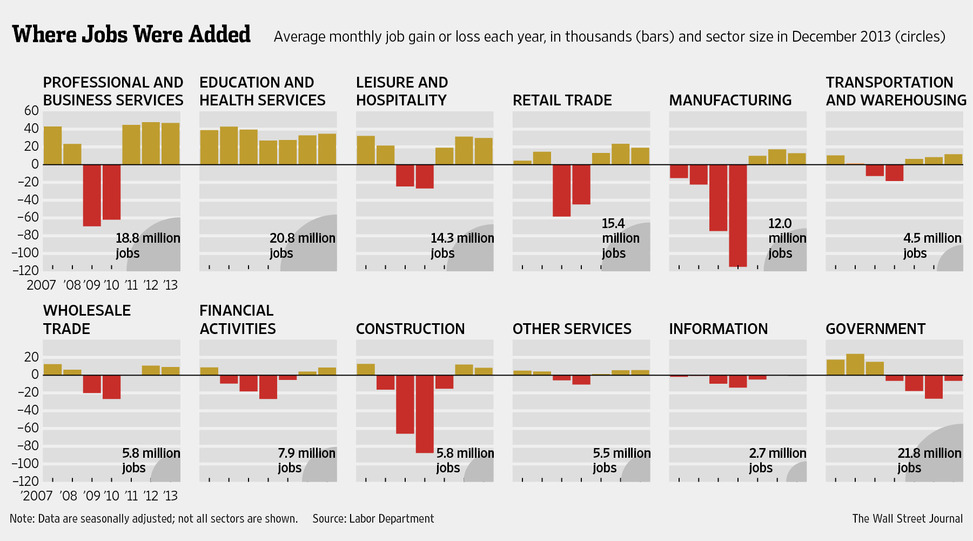 Where Jobs Were Added
Average monthly job gain or loss each year, in thousands (bars) and sector size in December 2013 (circles)
PROFESSIONAL AND
BUSINESS SERVICES
EDUCATION AND
HEALTH SERVICES
LEISURE AND
HOSPITALITY
RETAIL TRADE
MANUFACTURING
TRANSPORTATION
AND WAREHOUSING
60
40
20
0
−20
−40
−60
−80
−100
−120
18.8 million
jobs
20.8 million
jobs
14.3 million
jobs
15.4
million
jobs
12.0
million
jobs
4.5 million
jobs
2007 ’08 ’09 ’10 ’11 ’12 ’13
WHOLESALE
TRADE
FINANCIAL
ACTIVITIES
CONSTRUCTION
OTHER SERVICES
INFORMATION
GOVERNMENT
20
0
−20
−40
−60
−80
−100
−120
5.8 million
jobs
7.9 million
jobs
5.8 million
jobs
5.5 million
jobs
2.7 million
jobs
21.8 million
jobs
’2007 ’08 ’09 ’10 ’11 ’12 ’13
Note: Data are seasonally adjusted; not all sectors are shown. Source: Labor Department
The Wall Street Journal